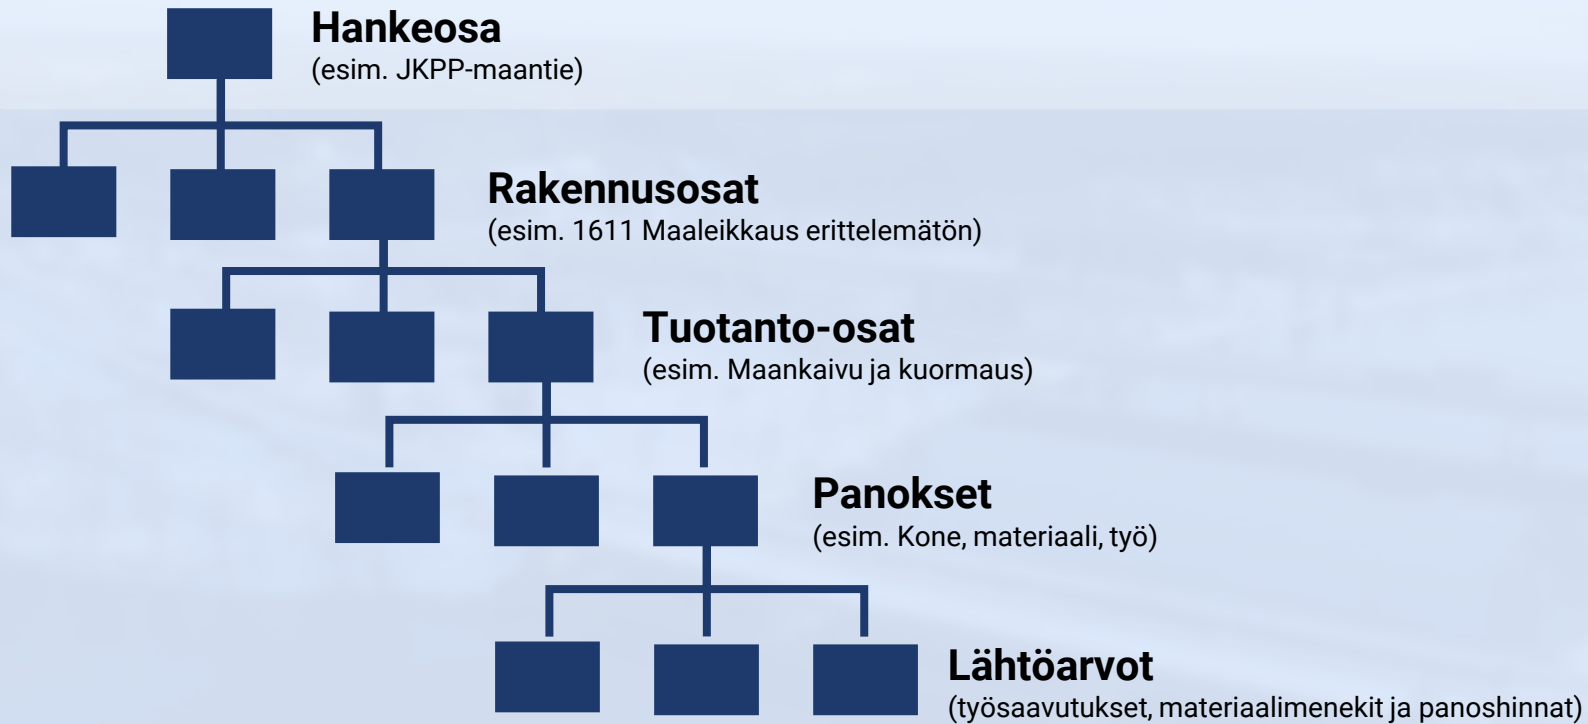 Hankeosa
(esim. JKPP-maantie)
Rakennusosat
(esim. 1611 Maaleikkaus erittelemätön)
Tuotanto-osat
(esim. Maankaivu ja kuormaus)
Panokset
(esim. Kone, materiaali, työ)
Lähtöarvot
(työsaavutukset, materiaalimenekit ja panoshinnat)